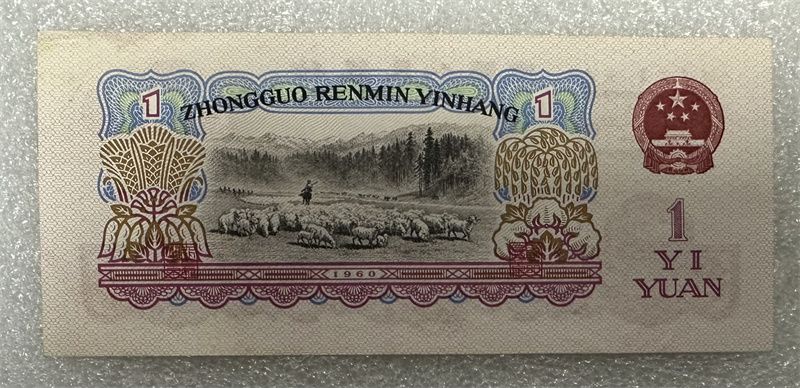 ZHONGGUO RENMIN YINHANG
1
1
1960
1
YI
YUAN